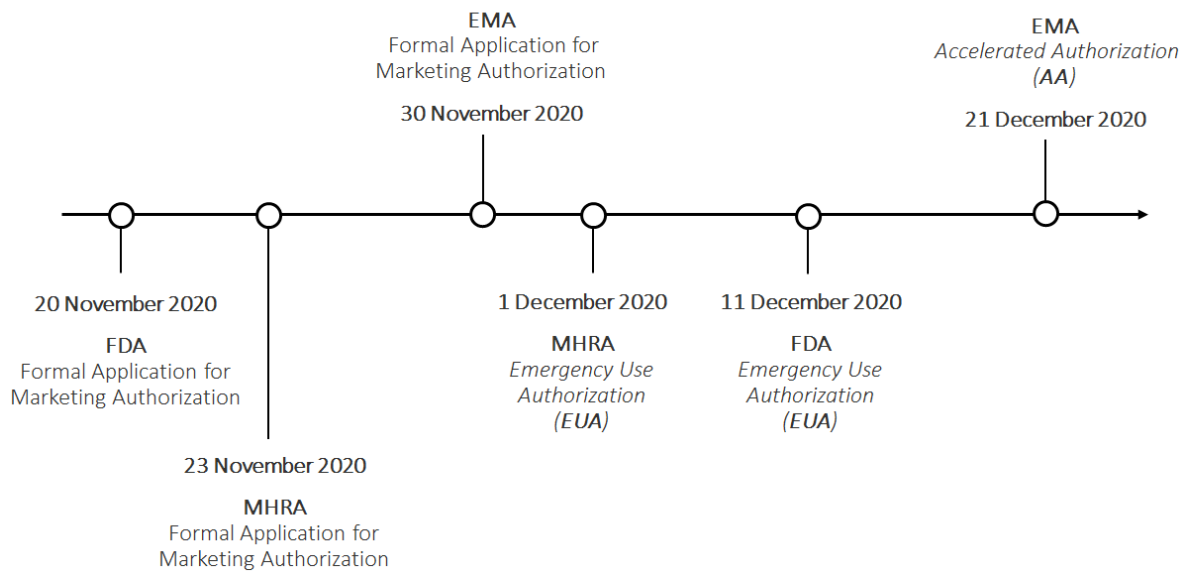 EMA
Formal Application for
Marketing Authorization
30 November 2020
EMA
Accelerated Authorization
(AA)
21 December 2020
20 November 2020
FDA
Formal Application for
Marketing Authorization
23 November 2020
MHRA
Formal Application for
Marketing Authorization
1 December 2020
MHRA
Emergency Use
Authorization
(EUA)
11 December 2020
FDA
Emergency Use
Authorization
(EUA)